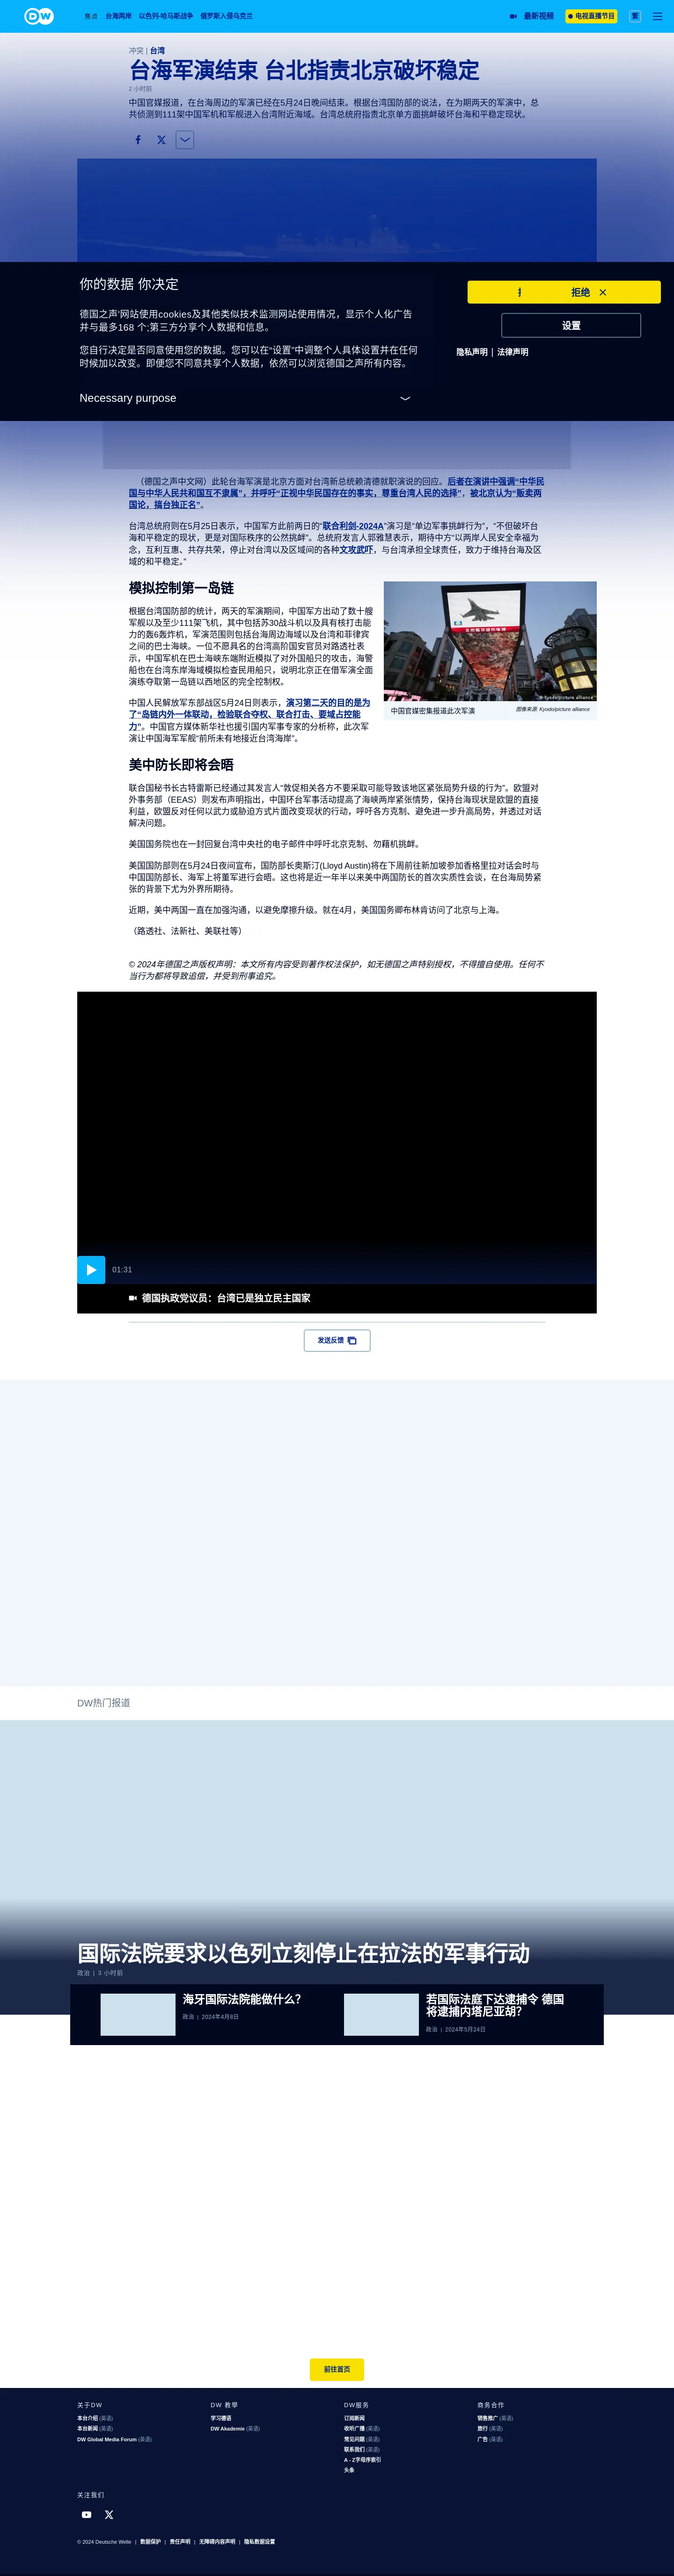 DW
焦点 台海两岸 以色列-哈马斯战争 俄罗斯入侵乌克兰 最新视频 电视直播节目 繁
冲突 | 台湾
台海军演结束 台北指责北京破坏稳定
2 小时前
中国官媒报道，在台海周边的军演已经在5月24日晚间结束。根据台湾国防部的说法，在为期两天的军演中，总
共侦测到111架中国军机和军舰进入台湾附近海域。台湾总统府指责北京单方面挑衅破坏台海和平稳定现状。
你的数据 你决定
德国之声'网站使用cookies及其他类似技术监测网站使用情况，显示个人化广告
并与最多168 个;第三方分享个人数据和信息。
您自行决定是否同意使用您的数据。您可以在"设置"中调整个人具体设置并在任何
时候加以改变。即便您不同意共享个人数据，依然可以浏览德国之声所有内容。
Necessary purpose
拒绝
设置
隐私声明 | 法律声明
（德国之声中文网）此轮台海军演是北京方面对台湾新总统赖清德就职演说的回应。后者在演讲中强调“中华民
国与中华人民共和国互不隶属”，并呼吁“正视中华民国存在的事实，尊重台湾人民的选择”，被北京认为“贩卖两
国论，搞台独正名”。
台湾总统府则在5月25日表示，中国军方此前两日的“联合利剑-2024A”演习是“单边军事挑衅行为”，“不但破坏台
海和平稳定的现状，更是对国际秩序的公然挑衅”。总统府发言人郭雅慧表示，期待中方“以两岸人民安全幸福为
念，互利互惠、共存共荣，停止对台湾以及区域间的各种文攻武吓，与台湾承担全球责任，致力于维持台海及区
域的和平稳定。”
模拟控制第一岛链
根据台湾国防部的统计，两天的军演期间，中国军方出动了数十艘
军舰以及至少111架飞机，其中包括苏30战斗机以及具有核打击能
力的轰6轰炸机，军演范围则包括台海周边海域以及台湾和菲律宾
之间的巴士海峡。一位不愿具名的台湾高阶国安官员对路透社表
示，中国军机在巴士海峡东端附近模拟了对外国船只的攻击，海警
船也在台湾东岸海域模拟检查民用船只，说明北京正在借军演全面
演练夺取第一岛链以西地区的完全控制权。
© Kyodo/picture alliance
中国官媒密集报道此次军演
图像来源: Kyodo/picture alliance
中国人民解放军东部战区5月24日则表示，演习第二天的目的是为
了“岛链内外一体联动，检验联合夺权、联合打击、要域占控能
力”。中国官方媒体新华社也援引国内军事专家的分析称，此次军
演让中国海军军舰“前所未有地接近台湾海岸”。
美中防长即将会晤
联合国秘书长古特雷斯已经通过其发言人“敦促相关各方不要采取可能导致该地区紧张局势升级的行为”。欧盟对
外事务部（EEAS）则发布声明指出，中国环台军事活动提高了海峡两岸紧张情势，保持台海现状是欧盟的直接
利益，欧盟反对任何以武力或胁迫方式片面改变现状的行动，呼吁各方克制、避免进一步升高局势，并透过对话
解决问题。
美国国务院也在一封回复台湾中央社的电子邮件中呼吁北京克制、勿藉机挑衅。
美国国防部则在5月24日夜间宣布，国防部长奥斯汀(Lloyd Austin)将在下周前往新加坡参加香格里拉对话会时与
中国国防部长、海军上将董军进行会晤。这也将是近一年半以来美中两国防长的首次实质性会谈，在台海局势紧
张的背景下尤为外界所期待。
近期，美中两国一直在加强沟通，以避免摩擦升级。就在4月，美国国务卿布林肯访问了北京与上海。
（路透社、法新社、美联社等）
© 2024年德国之声版权声明：本文所有内容受到著作权法保护，如无德国之声特别授权，不得擅自使用。任何不
当行为都将导致追偿，并受到刑事追究。
01:31
德国执政党议员：台湾已是独立民主国家
发送反馈
DW热门报道
国际法院要求以色列立刻停止在拉法的军事行动
政治 | 3 小时前
海牙国际法院能做什么？
政治 | 2024年4月8日
若国际法庭下达逮捕令 德国
将逮捕内塔尼亚胡？
政治 | 2024年5月24日
前往首页
关于DW
本台介绍 (英语)
本台新闻 (英语)
DW Global Media Forum (英语)
DW 教学
学习德语
DW Akademie (英语)
DW服务
订阅新闻
收听广播 (英语)
常见问题 (英语)
联系我们 (英语)
A - Z字母序索引
头条
商务合作
销售推广 (英语)
旅行 (英语)
广告 (英语)
关注我们
© 2024 Deutsche Welle | 数据保护 | 责任声明 | 无障碍内容声明 | 隐私数据设置